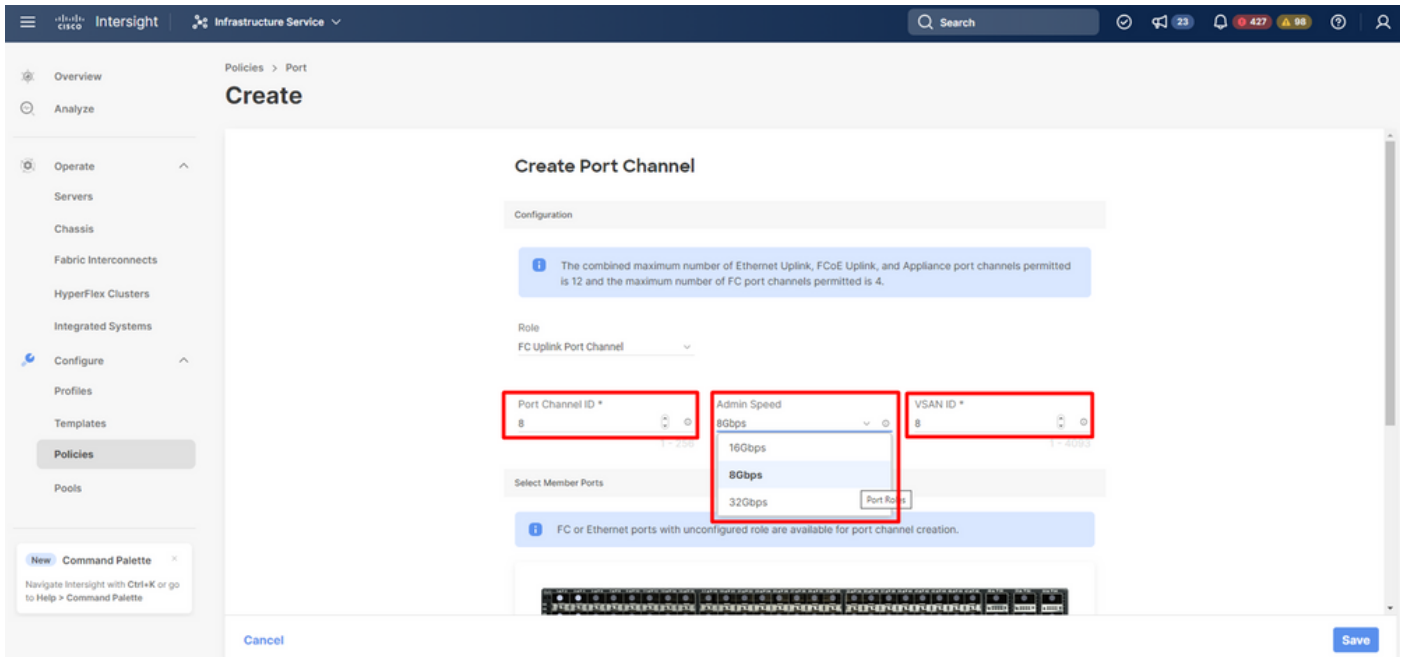 cisco Intersight
Infrastructure Service
Search
23
427
98
Overview
Analyze
Operate
Servers
Chassis
Fabric Interconnects
HyperFlex Clusters
Integrated Systems
Configure
Profiles
Templates
Policies
Pools
New Command Palette
Navigate Intersight with Ctrl+K or go
to Help > Command Palette
Policies > Port
Create
Create Port Channel
Configuration
The combined maximum number of Ethernet Uplink, FCoE Uplink, and Appliance port channels permitted
is 12 and the maximum number of FC port channels permitted is 4.
Role
FC Uplink Port Channel
Port Channel ID * Admin Speed VSAN ID *
8 8Gbps 8
1 - 256 1 - 4093
16Gbps
8Gbps
32Gbps
Select Member Ports
Port Roles
FC or Ethernet ports with unconfigured role are available for port channel creation.
Cancel
Save